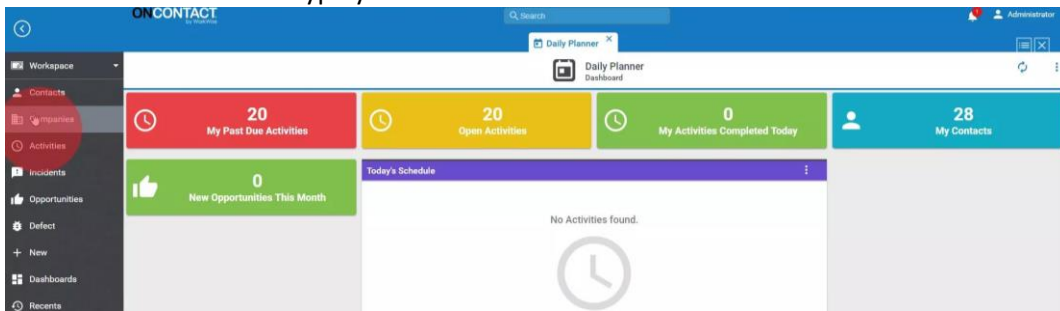 ONCONTACT
by WorkWise
Search
Administrator
Daily Planner
Workspace
Daily Planner
Dashboard
Contacts
Companies
Activities
Incidents
Opportunities
Defect
New
Dashboards
Recents
20
My Past Due Activities
20
Open Activities
0
My Activities Completed Today
28
My Contacts
0
New Opportunities This Month
Today's Schedule
No Activities found.